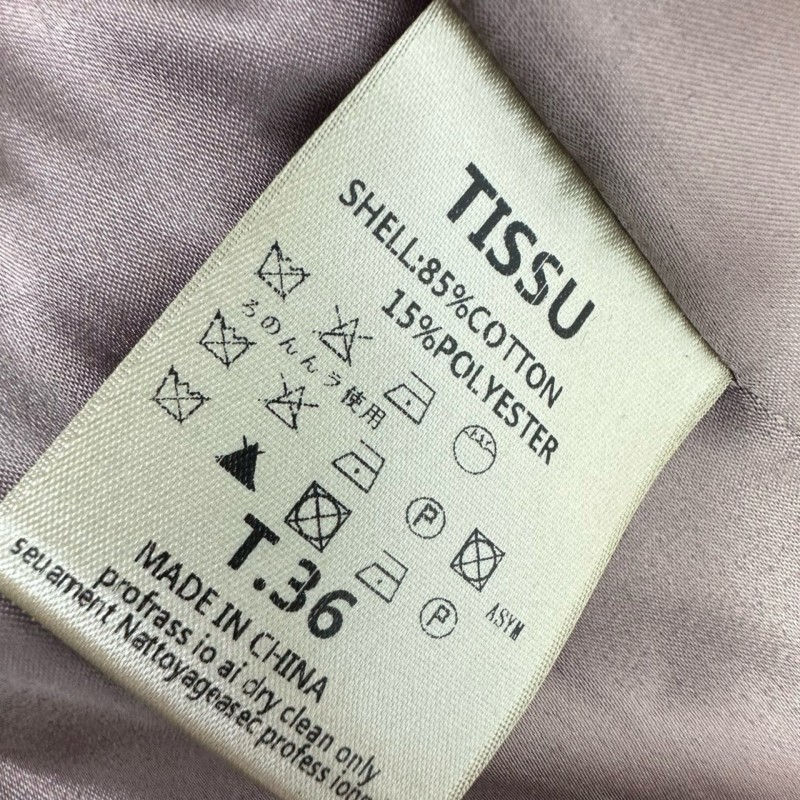 TISSU
SHELL:85%COTTON
15%POLYESTER
ろのんんう使用
P
P
ASYM
T.36
MADE IN CHINA
profrass io ai dry clean only
seuament Nattoyageasec profess ionn